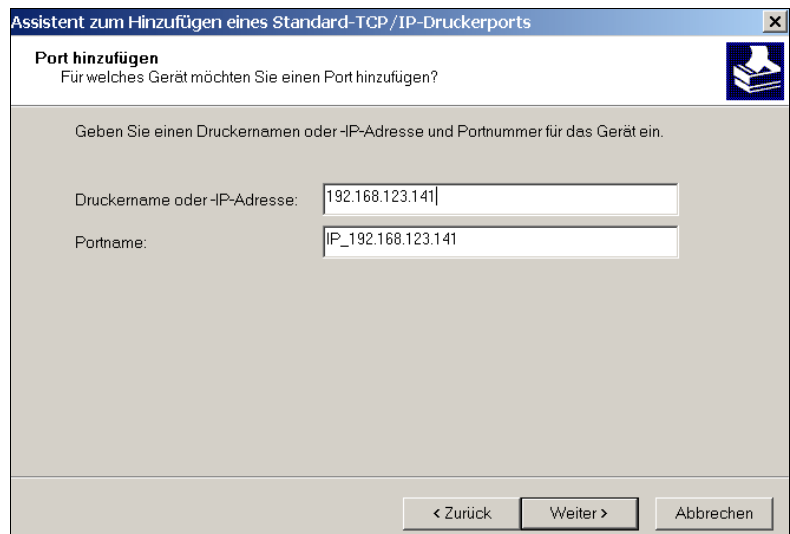 Assistent zum Hinzufügen eines Standard-TCP/IP-Druckerports
Port hinzufügen
Für welches Gerät möchten Sie einen Port hinzufügen?
Geben Sie einen Druckernamen oder -IP-Adresse und Portnummer für das Gerät ein.
Druckername oder -IP-Adresse: 192.168.123.141
Portname: IP_192.168.123.141
< Zurück Weiter > Abbrechen